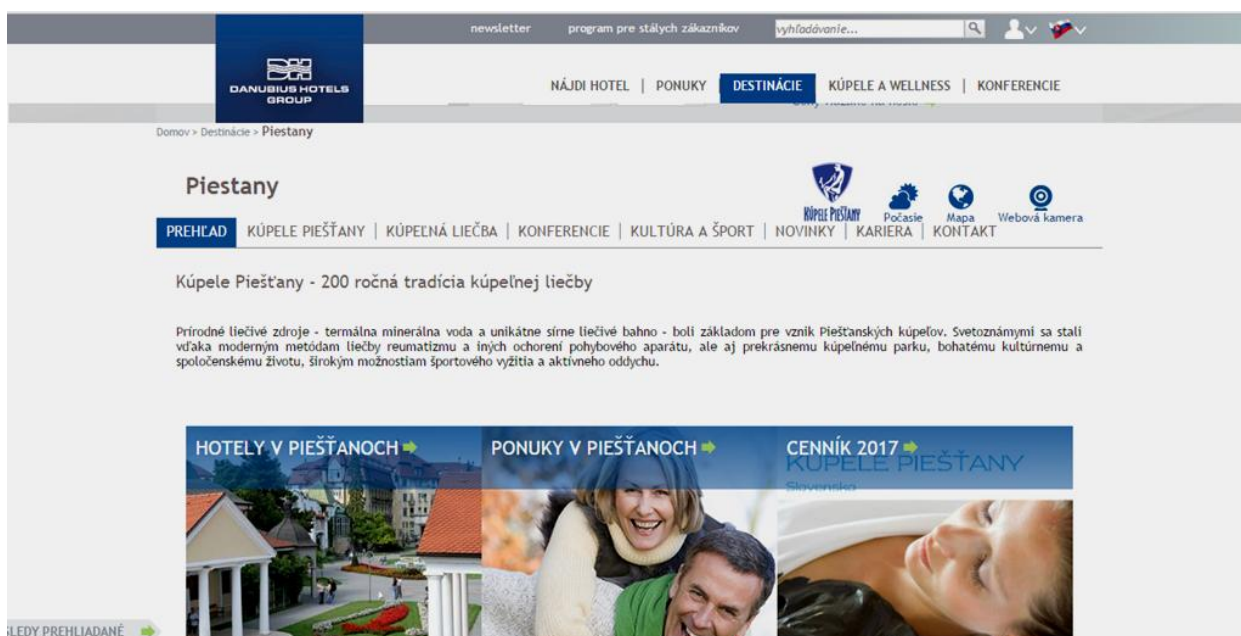 newsletter program pre stálych zákazníkov vyhľadávanie...
DANUBIUS HOTELS
GROUP
NÁJDI HOTEL | PONUKY | DESTINÁCIE KÚPELE A WELLNESS | KONFERENCIE
Domov > Destinácie > Piestany
Piestany
KÚPELE PIEŠŤANY Počasie Mapa Webová kamera
PREHĽAD KÚPELE PIEŠŤANY | KÚPEĽNÁ LIEČBA | KONFERENCIE | KULTÚRA A ŠPORT | NOVINKY | KARIÉRA | KONTAKT
Kúpele Piešťany - 200 ročná tradícia kúpeľnej liečby
Prírodné liečivé zdroje - termálna minerálna voda a unikátne sírne liečivé bahno - boli základom pre vznik Piešťanských kúpeľov. Svetoznámymi sa stali
vďaka moderným metódam liečby reumatizmu a iných ochorení pohybového aparátu, ale aj prekrásnemu kúpeľnému parku, bohatému kultúrnemu a
spoločenskému životu, širokým možnostiam športového vyžitia a aktívneho oddychu.
HOTELY V PIEŠŤANOCH PONUKY V PIEŠŤANOCH CENNÍK 2017
KÚPELE PIEŠŤANY
Slovensko
SLEDY PREHLIADANÉ